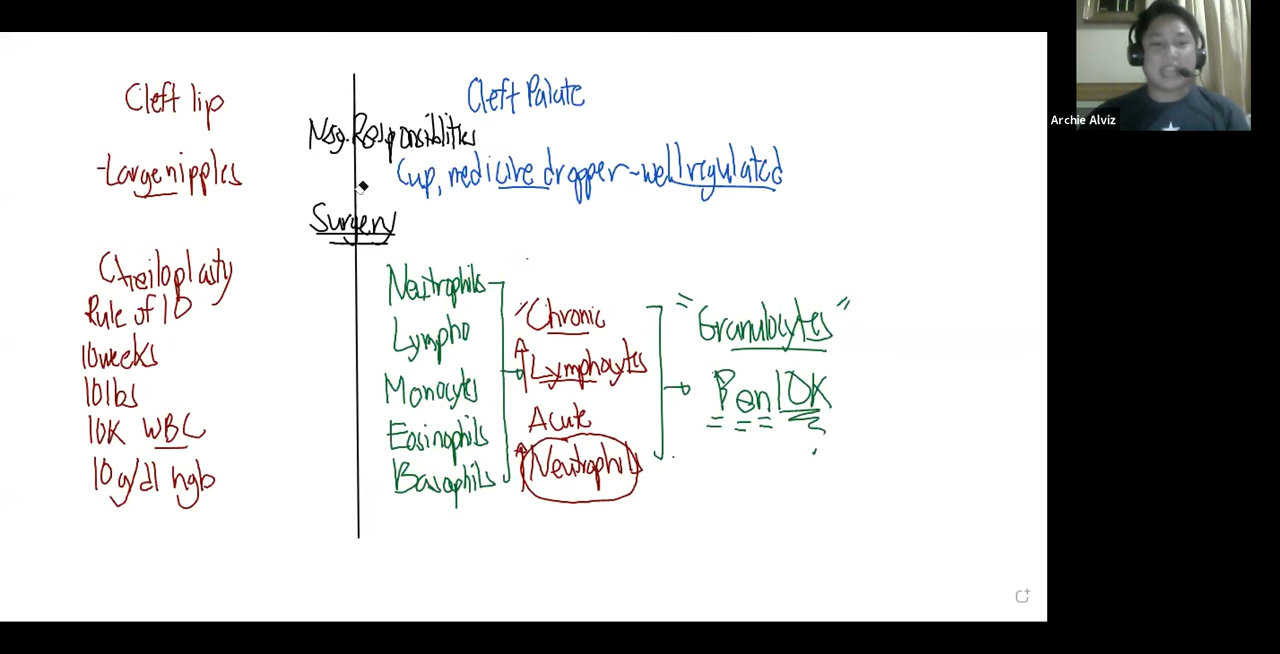 Cleft lip
Cleft Palate
Nsg. Responsiblities
-Large nipples
Cup, medicine dropper-well regulated
Surgery
Cheiloplasty
Rule of 10
10 weeks
10 lbs
10K WBC
10 g/dl hgb
Neutrophils
Lympho
Monocytes
Eosinophils
Basophils
Chronic
↑ Lymphocytes
Acute
↑ Neutrophils
"Granulocytes"
Pen 10K
Archie Alviz